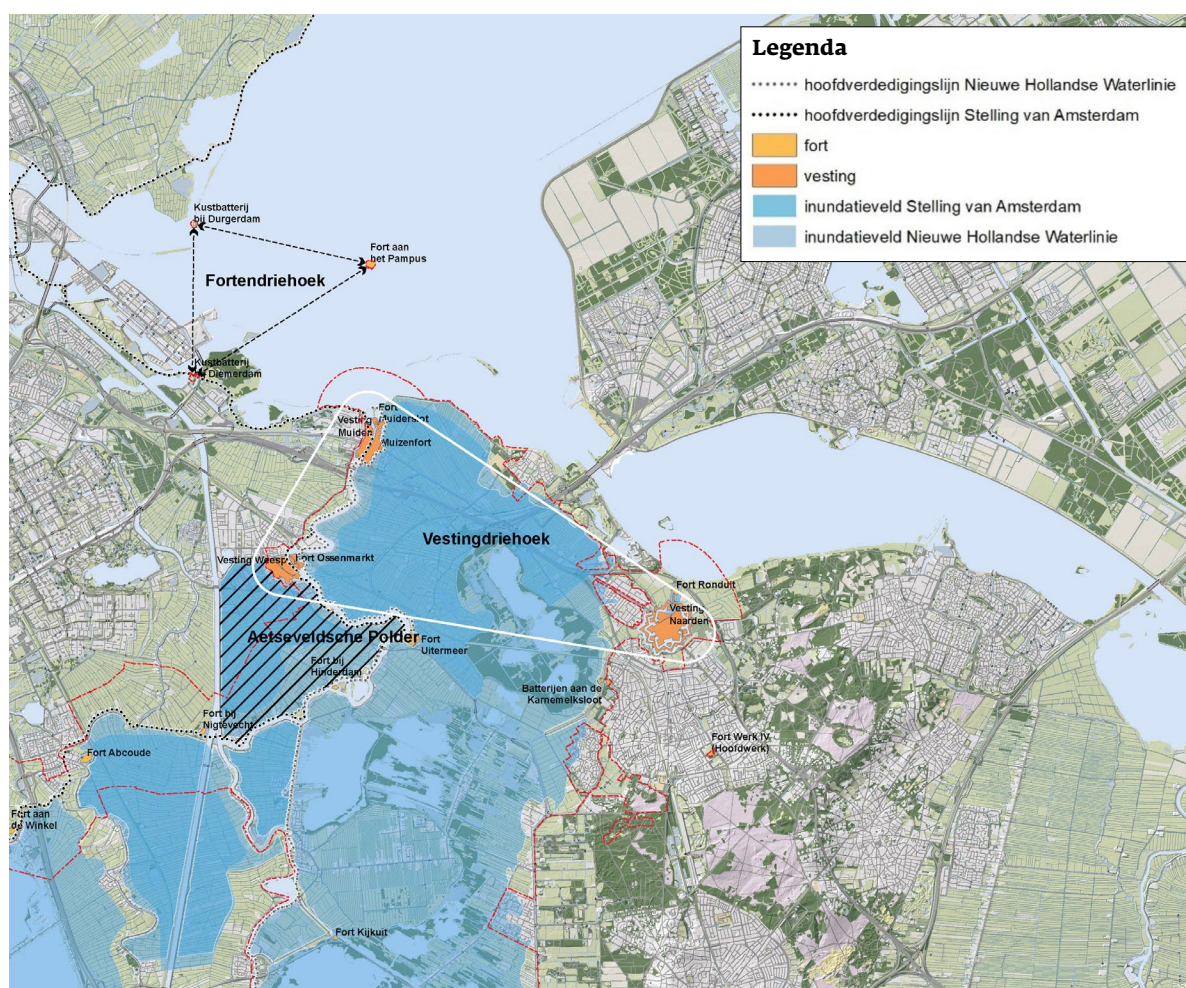 Legenda
hoofdverdedigingslijn Nieuwe Hollandse Waterlinie
hoofdverdedigingslijn Stelling van Amsterdam
fort
vesting
inundatieveld Stelling van Amsterdam
inundatieveld Nieuwe Hollandse Waterlinie
Kustbatterij
bij Durgerdam
Fort aan
het Pampus
Fortendriehoek
Kustbatterij
Diemerdam
Fort
Muiderslot
Vesting
Muiden
Muizenfort
Vestingdriehoek
Vesting Weesp
Fort Ossenmarkt
Fort Ronduit
Vesting
Naarden
Aetseveldsche Polder
Fort
Uitermeer
Fort bij
Hinderdam
Batterijen aan de
Karnemelksloot
Fort bij
Nigtevecht
Fort Werk IV
(Hoofdwerk)
Fort Abcoude
Fort aan
de Winkel
Fort Kijkuit